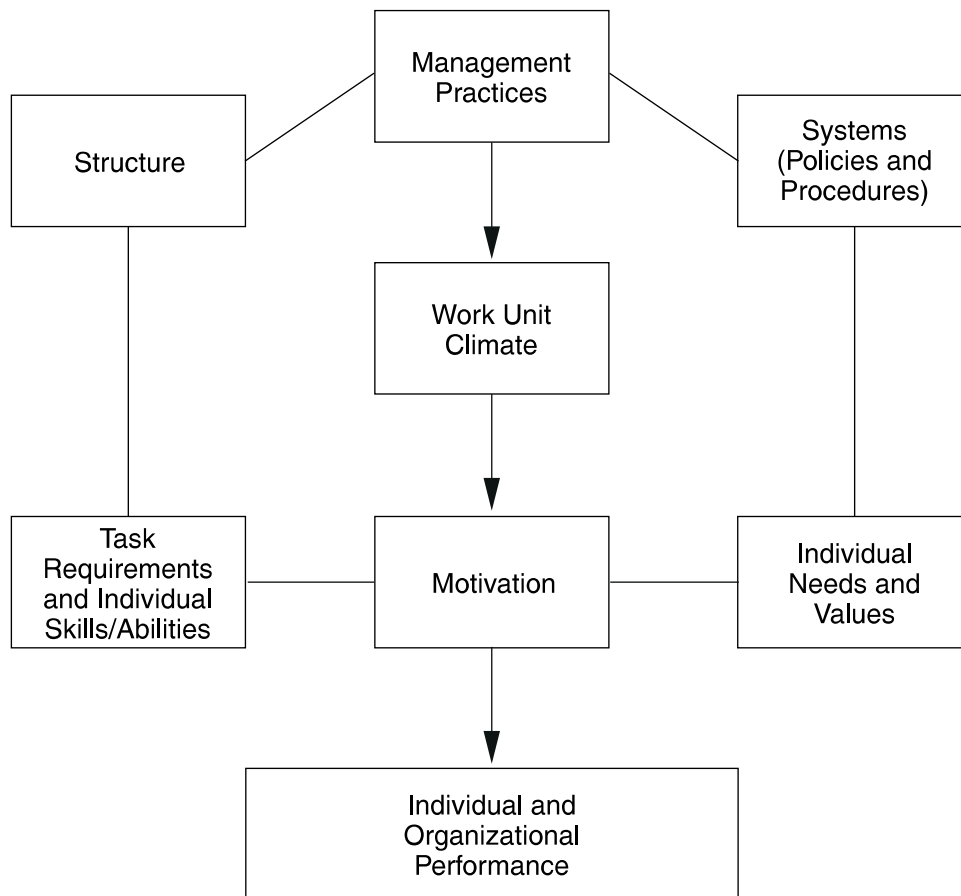 Management
Practices
Structure
Systems
(Policies and
Procedures)
Work Unit
Climate
Task
Requirements
and Individual
Skills/Abilities
Motivation
Individual
Needs and
Values
Individual and
Organizational
Performance